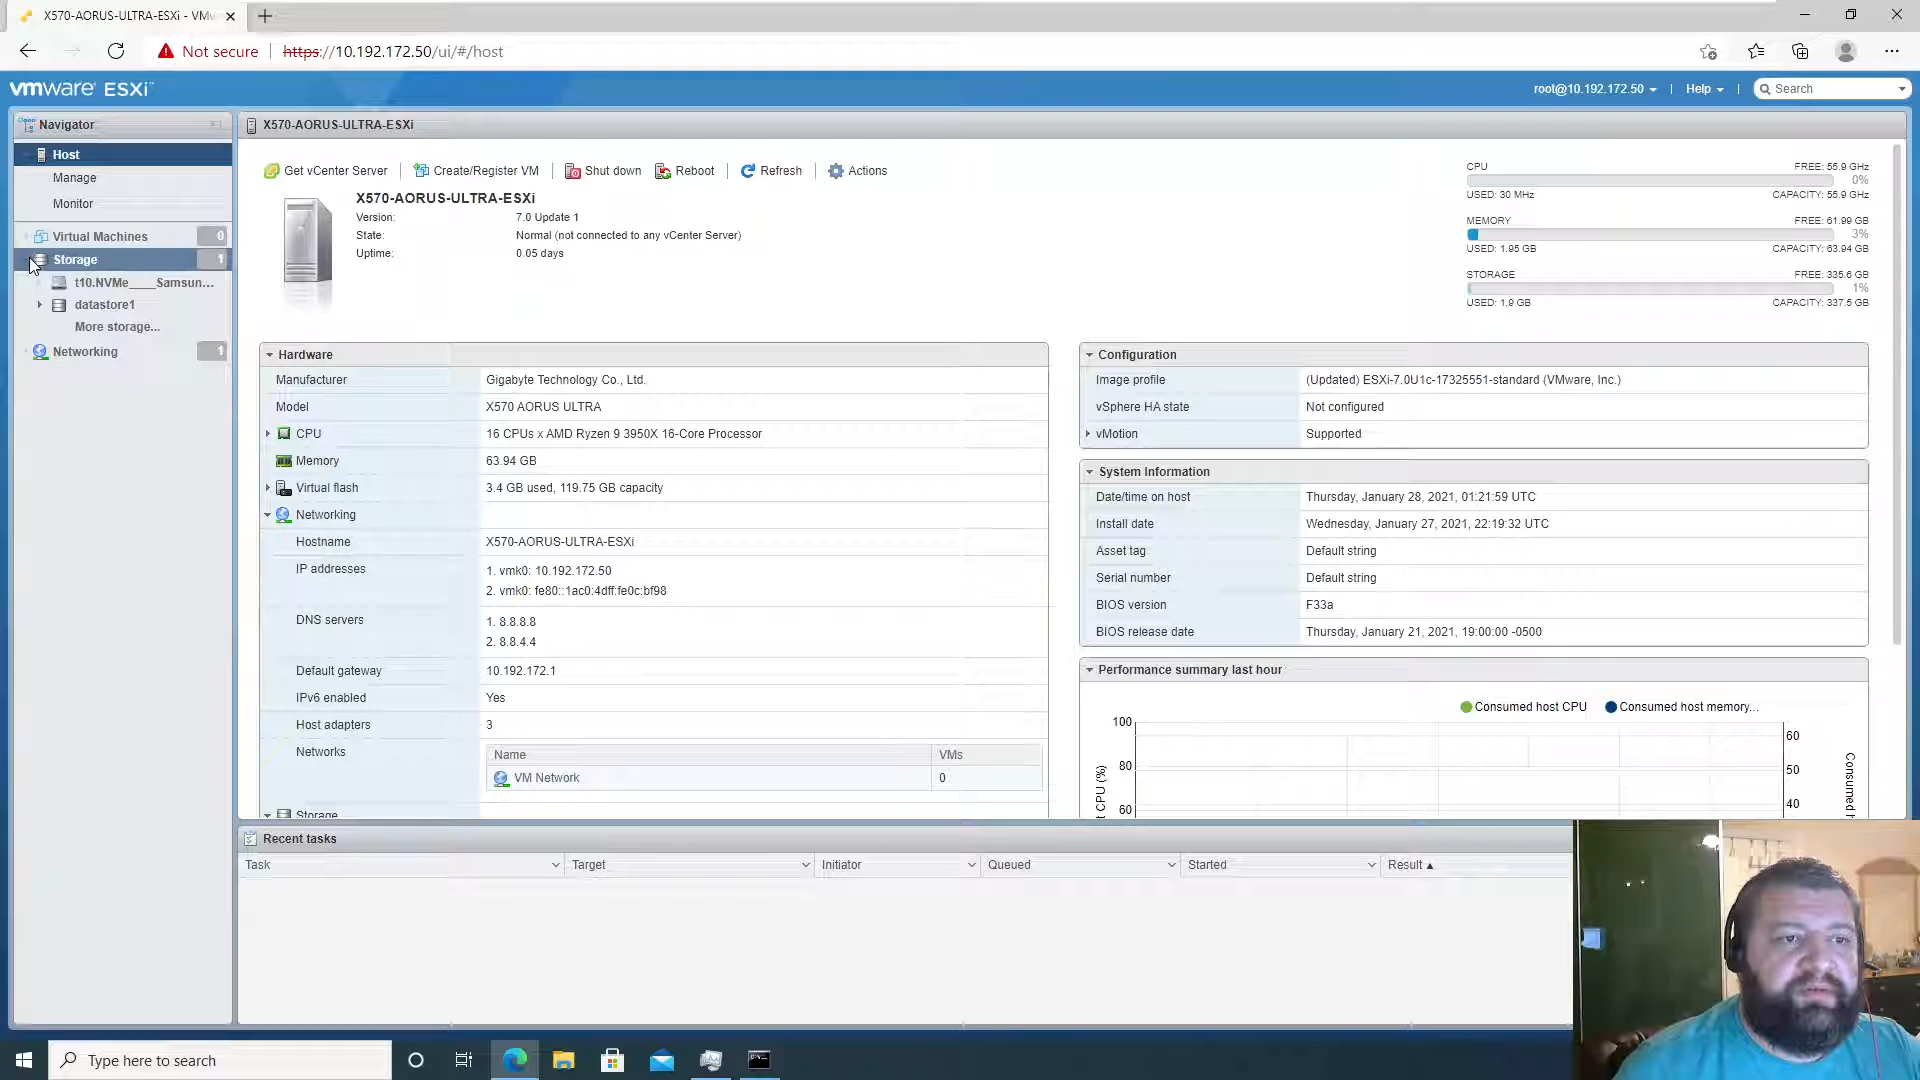 X570-AORUS-ULTRA-ESXi - VMw
Not secure
https://10.192.172.50/ui/#/host
vmware ESXi™
root@10.192.172.50
Help
Search
Navigator
X570-AORUS-ULTRA-ESXi
Host
Manage
Monitor
Virtual Machines 0
Storage 1
t10.NVMe____Samsun...
datastore1
More storage...
Networking 1
Get vCenter Server
Create/Register VM
Shut down
Reboot
Refresh
Actions
X570-AORUS-ULTRA-ESXi
Version: 7.0 Update 1
State: Normal (not connected to any vCenter Server)
Uptime: 0.05 days
CPU FREE: 55.9 GHz
0%
USED: 30 MHz CAPACITY: 55.9 GHz
MEMORY FREE: 61.99 GB
3%
USED: 1.95 GB CAPACITY: 63.94 GB
STORAGE FREE: 335.6 GB
1%
USED: 1.9 GB CAPACITY: 337.5 GB
Hardware
Manufacturer Gigabyte Technology Co., Ltd.
Model X570 AORUS ULTRA
CPU 16 CPUs x AMD Ryzen 9 3950X 16-Core Processor
Memory 63.94 GB
Virtual flash 3.4 GB used, 119.75 GB capacity
Networking
Hostname X570-AORUS-ULTRA-ESXi
IP addresses 1. vmk0: 10.192.172.50
2. vmk0: fe80::1ac0:4dff:fe0c:bf98
DNS servers 1. 8.8.8.8
2. 8.8.4.4
Default gateway 10.192.172.1
IPv6 enabled Yes
Host adapters 3
Networks Name VMs
VM Network 0
Storage
Configuration
Image profile (Updated) ESXi-7.0U1c-17325551-standard (VMware, Inc.)
vSphere HA state Not configured
vMotion Supported
System Information
Date/time on host Thursday, January 28, 2021, 01:21:59 UTC
Install date Wednesday, January 27, 2021, 22:19:32 UTC
Asset tag Default string
Serial number Default string
BIOS version F33a
BIOS release date Thursday, January 21, 2021, 19:00:00 -0500
Performance summary last hour
Consumed host CPU
Consumed host memory...
100
80
60
60
50
40
t CPU (%)
Consumed h
Recent tasks
Task Target Initiator Queued Started Result
Type here to search